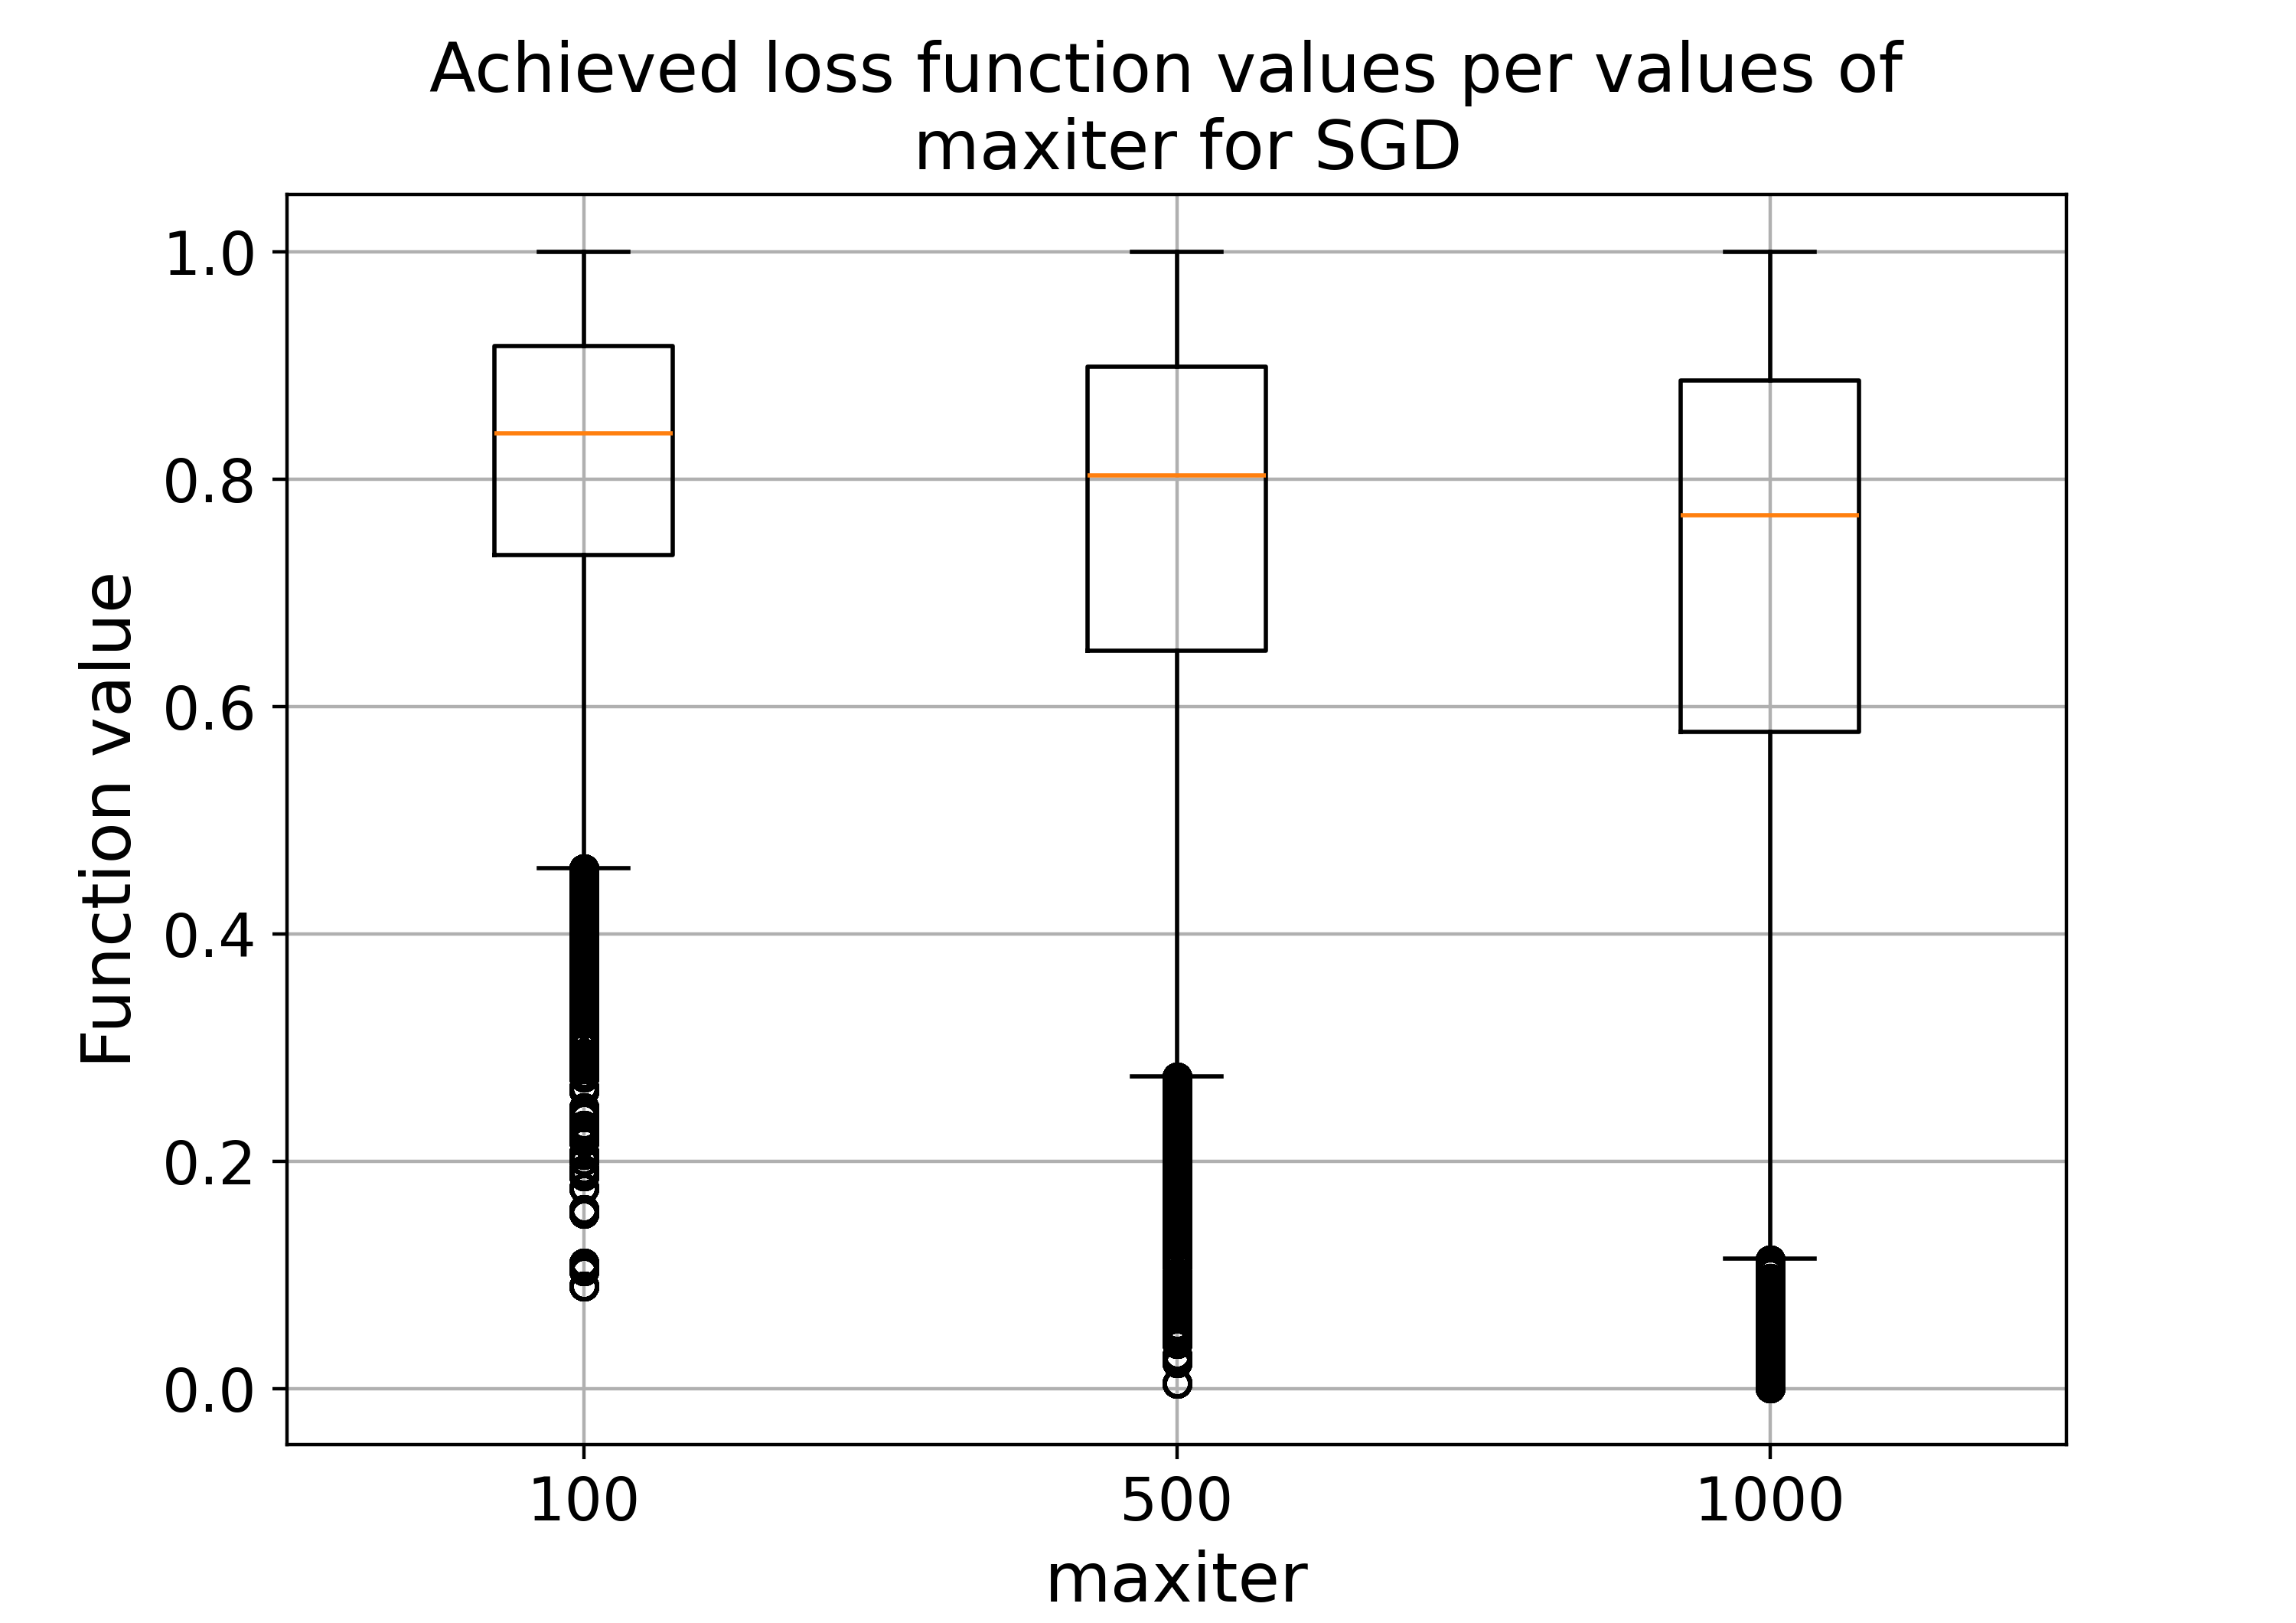 Achieved loss function values per values of
maxiter for SGD
1.0
0.8
0.6
0.4
0.2
0.0
Function value
100 500 1000
maxiter